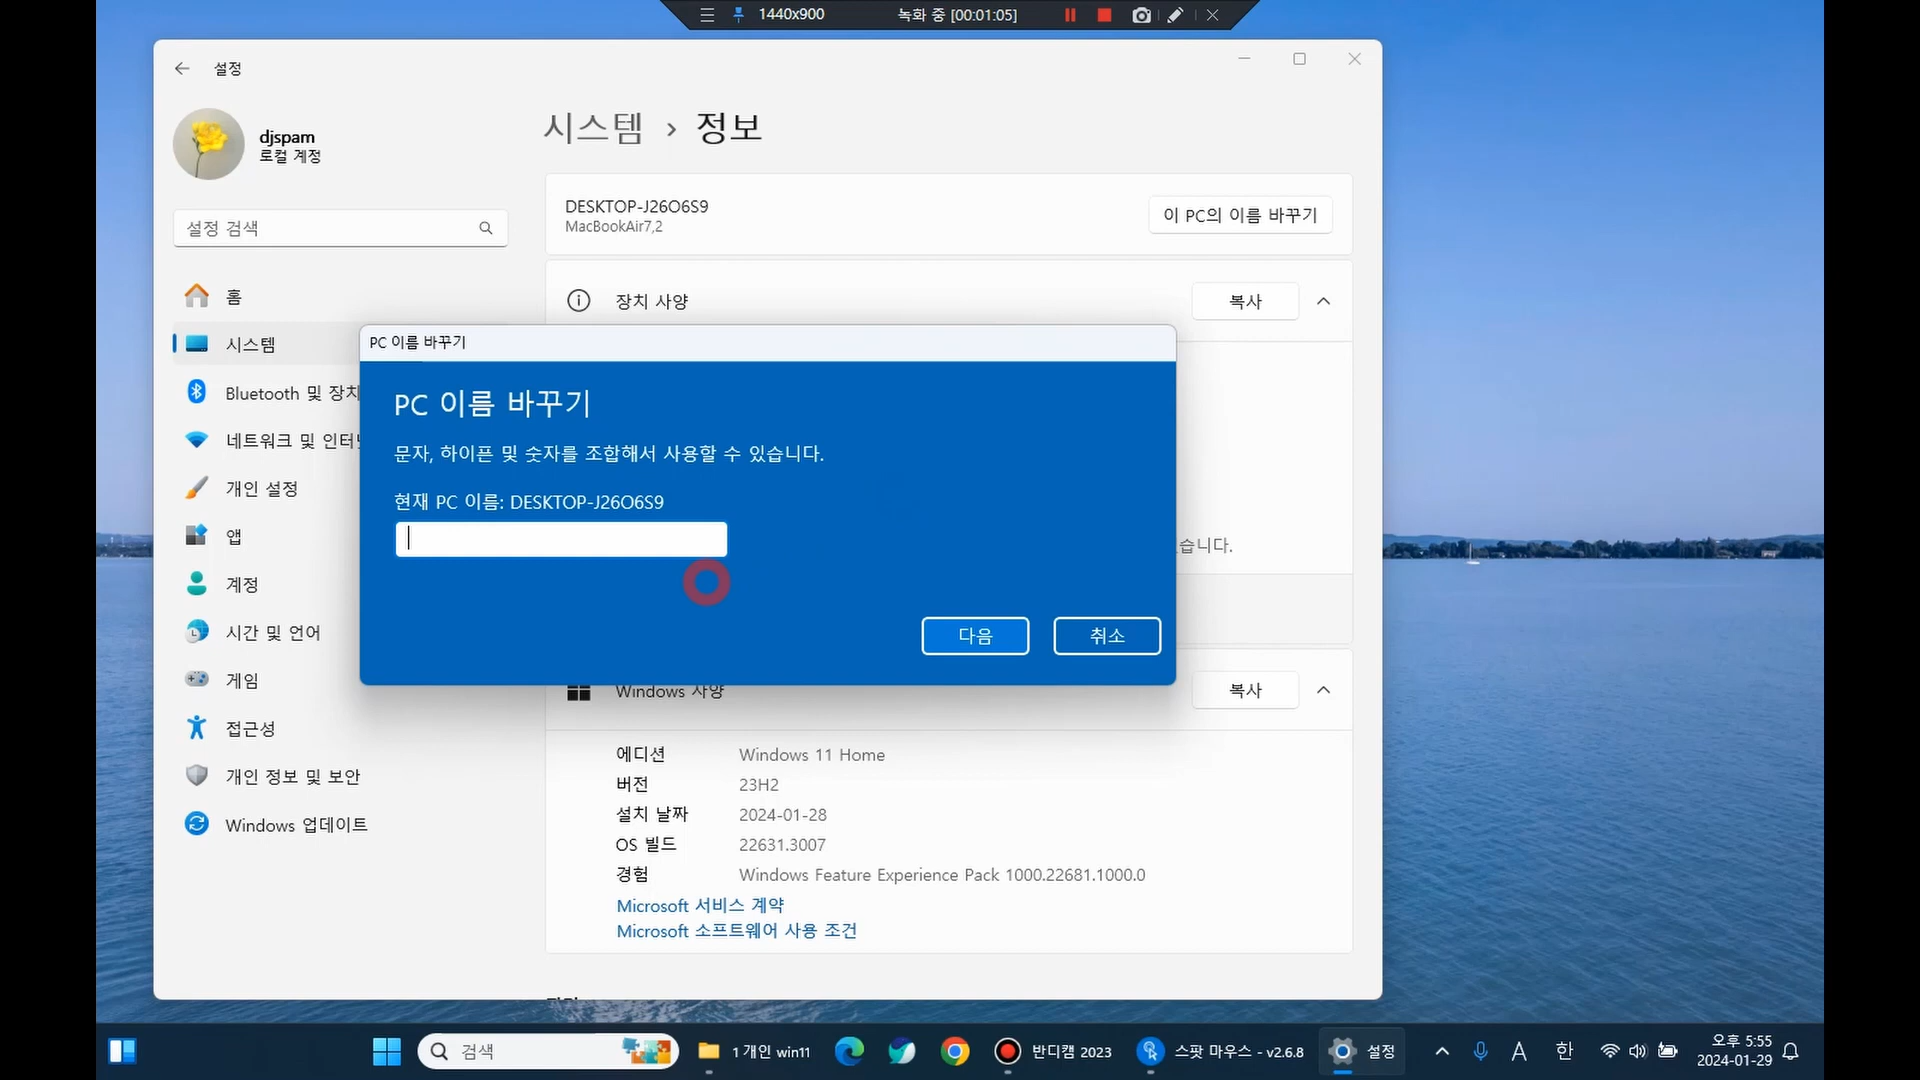 1440x900
녹화 중 [00:01:05]
설정
djspam
로컬 계정
설정 검색
홈
시스템
Bluetooth 및 장치
네트워크 및 인터
개인 설정
앱
계정
시간 및 언어
게임
접근성
개인 정보 및 보안
Windows 업데이트
시스템 › 정보
DESKTOP-J26O6S9
MacBookAir7,2
이 PC의 이름 바꾸기
장치 사양
복사
PC 이름 바꾸기
PC 이름 바꾸기
문자, 하이픈 및 숫자를 조합해서 사용할 수 있습니다.
현재 PC 이름: DESKTOP-J26O6S9
다음
취소
습니다.
Windows 사양
복사
에디션 Windows 11 Home
버전 23H2
설치 날짜 2024-01-28
OS 빌드 22631.3007
경험 Windows Feature Experience Pack 1000.22681.1000.0
Microsoft 서비스 계약
Microsoft 소프트웨어 사용 조건
검색
1 개인 win11
반디캠 2023
스팟 마우스 - v2.6.8
설정
A
한
오후 5:55
2024-01-29